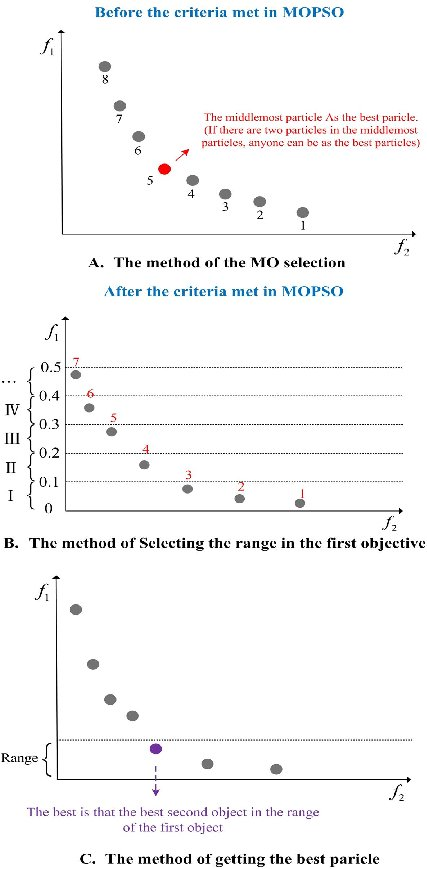 Before the criteria met in MOPSO
f1
8
7
The middlemost particle As the best paricle.
(If there are two particles in the middlemost
particles, anyone can be as the best particles)
6
5
4
3
2
1
f2
A. The method of the MO selection
After the criteria met in MOPSO
f1
0.5
7
...
0.4
6
IV
0.3
5
III
0.2
4
II
0.1
3
2
1
I
0
f2
B. The method of Selecting the range in the first objective
f1
Range
f2
The best is that the best second object in the range
of the first object
C. The method of getting the best paricle